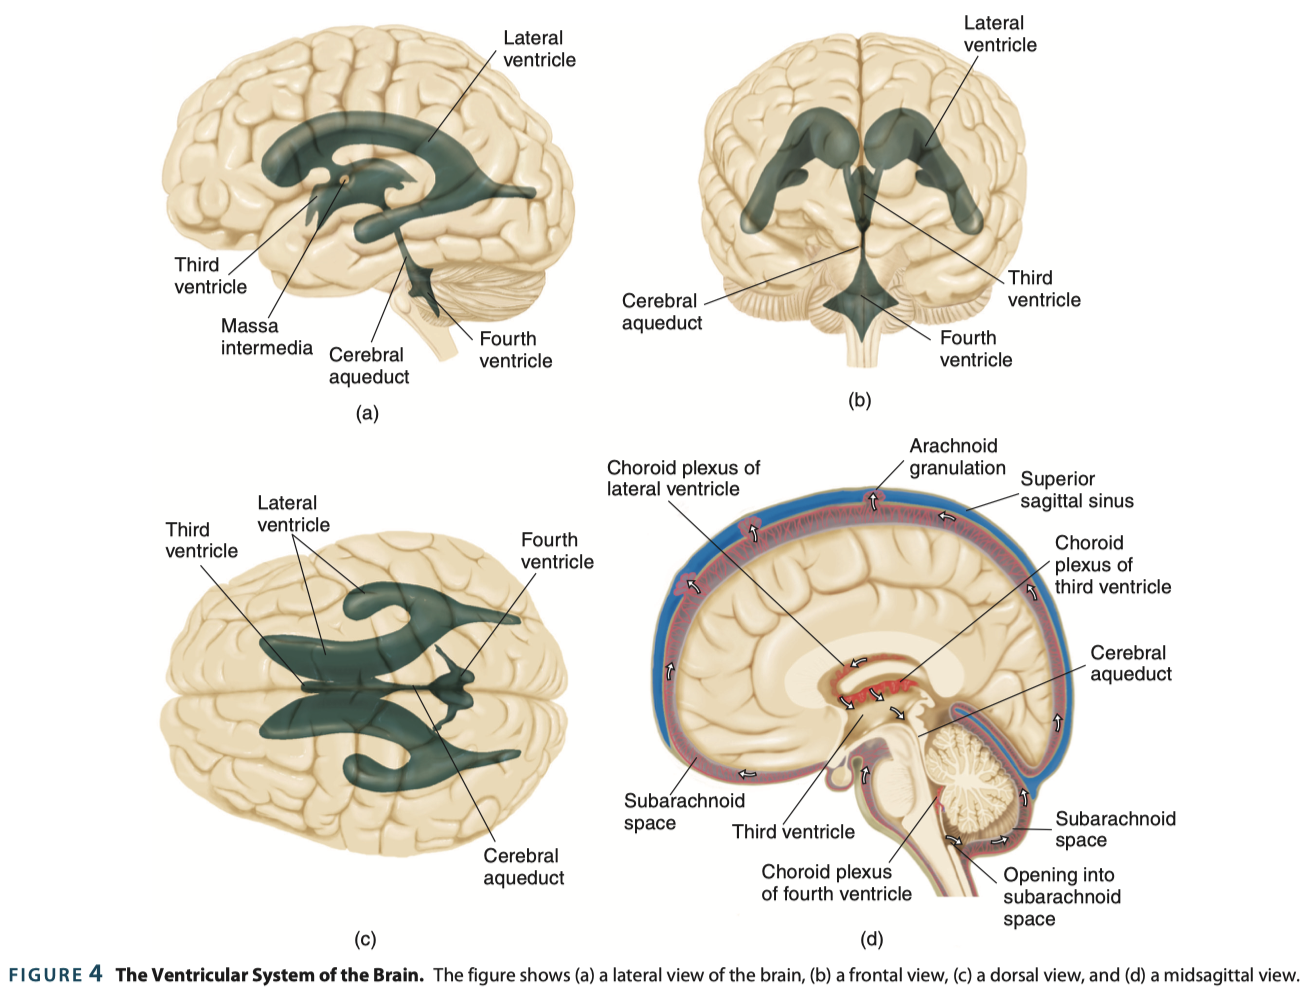 Lateral
ventricle
Third
ventricle
Massa
intermedia
Cerebral
aqueduct
Fourth
ventricle
(a)
Lateral
ventricle
Cerebral
aqueduct
Third
ventricle
Fourth
ventricle
(b)
Lateral
ventricle
Third
ventricle
Fourth
ventricle
Cerebral
aqueduct
(c)
Arachnoid
granulation
Choroid plexus of
lateral ventricle
Superior
sagittal sinus
Choroid
plexus of
third ventricle
Cerebral
aqueduct
Subarachnoid
space
Third ventricle
Subarachnoid
space
Choroid plexus
of fourth ventricle
Opening into
subarachnoid
space
(d)
FIGURE 4 The Ventricular System of the Brain. The figure shows (a) a lateral view of the brain, (b) a frontal view, (c) a dorsal view, and (d) a midsagittal view.